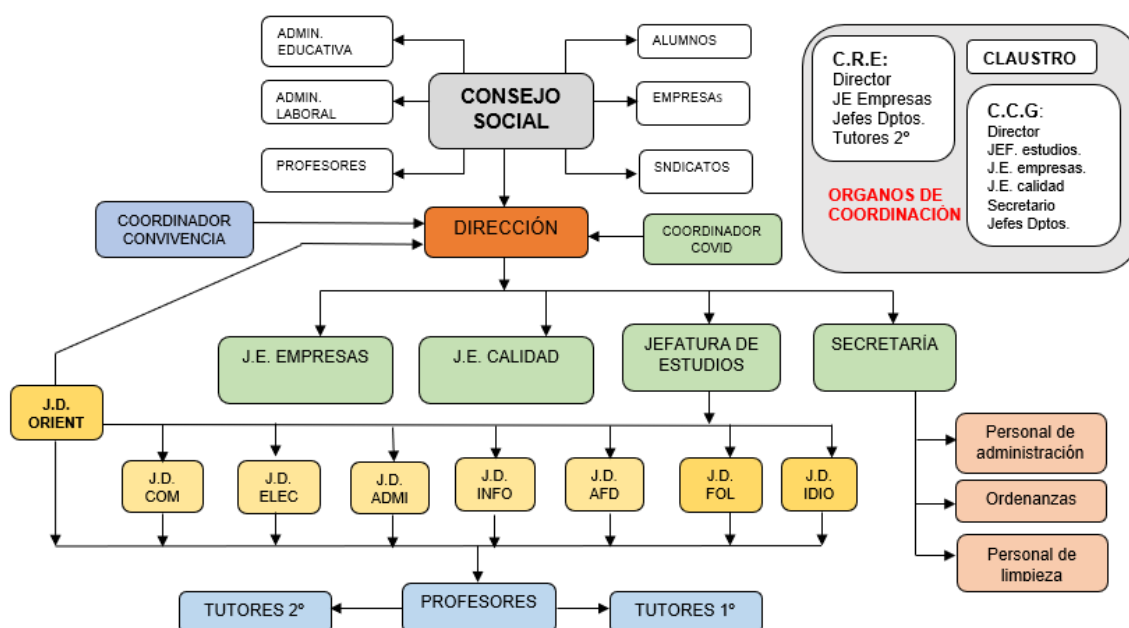 ADMIN.
EDUCATIVA
ALUMNOS
ADMIN.
LABORAL
CONSEJO
SOCIAL
EMPRESAs
PROFESORES
SNDICATOS
C.R.E:
Director
JE Empresas
Jefes Dptos.
Tutores 2º
CLAUSTRO
C.C.G:
Director
JEF. estudios.
J.E. empresas.
J.E. calidad
Secretario
Jefes Dptos.
ORGANOS DE
COORDINACIÓN
COORDINADOR
CONVIVENCIA
DIRECCIÓN
COORDINADOR
COVID
J.E. EMPRESAS
J.E. CALIDAD
JEFATURA DE
ESTUDIOS
SECRETARÍA
J.D.
ORIENT
J.D.
COM
J.D.
ELEC
J.D.
ADMI
J.D.
INFO
J.D.
AFD
J.D.
FOL
J.D.
IDIO
Personal de
administración
Ordenanzas
Personal de
limpieza
TUTORES 2º
PROFESORES
TUTORES 1º